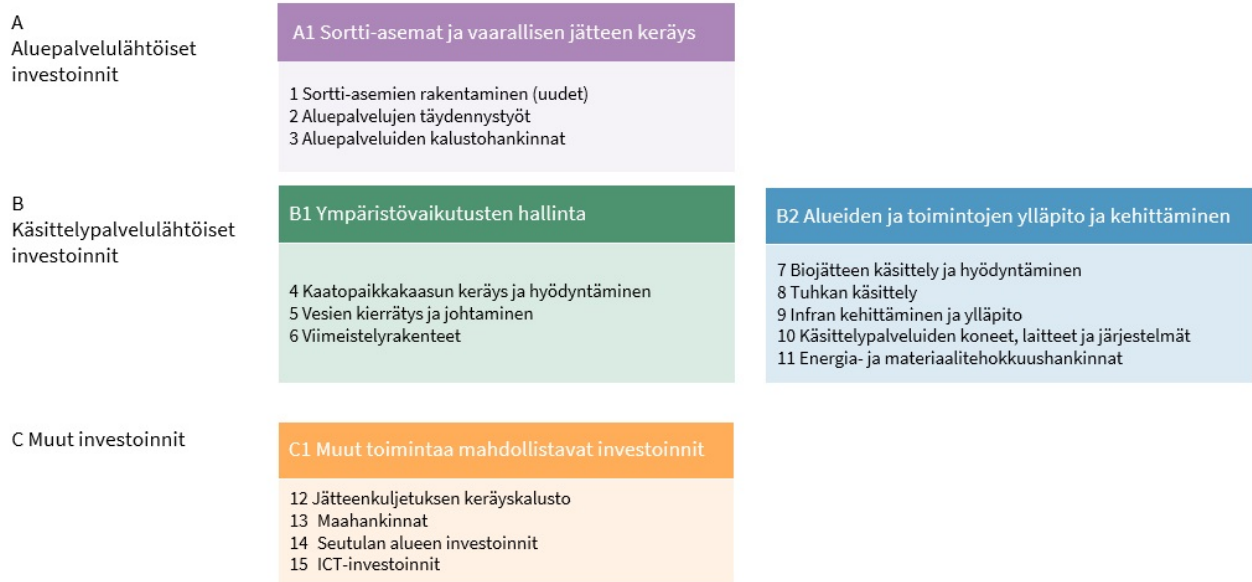 A
Aluepalvelulähtöiset
investoinnit
A1 Sortti-asemat ja vaarallisen jätteen keräys
1 Sortti-asemien rakentaminen (uudet)
2 Aluepalvelujen täydennystyöt
3 Aluepalveluiden kalustohankinnat
B
Käsittelypalvelulähtöiset
investoinnit
B1 Ympäristövaikutusten hallinta
4 Kaatopaikkakaasun keräys ja hyödyntäminen
5 Vesien kierrätys ja johtaminen
6 Viimeistelyrakenteet
B2 Alueiden ja toimintojen ylläpito ja kehittäminen
7 Biojätteen käsittely ja hyödyntäminen
8 Tuhkan käsittely
9 Infran kehittäminen ja ylläpito
10 Käsittelypalveluiden koneet, laitteet ja järjestelmät
11 Energia- ja materiaalitehokkuushankinnat
C Muut investoinnit
C1 Muut toimintaa mahdollistavat investoinnit
12 Jätteenkuljetuksen keräyskalusto
13 Maahankinnat
14 Seutulan alueen investoinnit
15 ICT-investoinnit